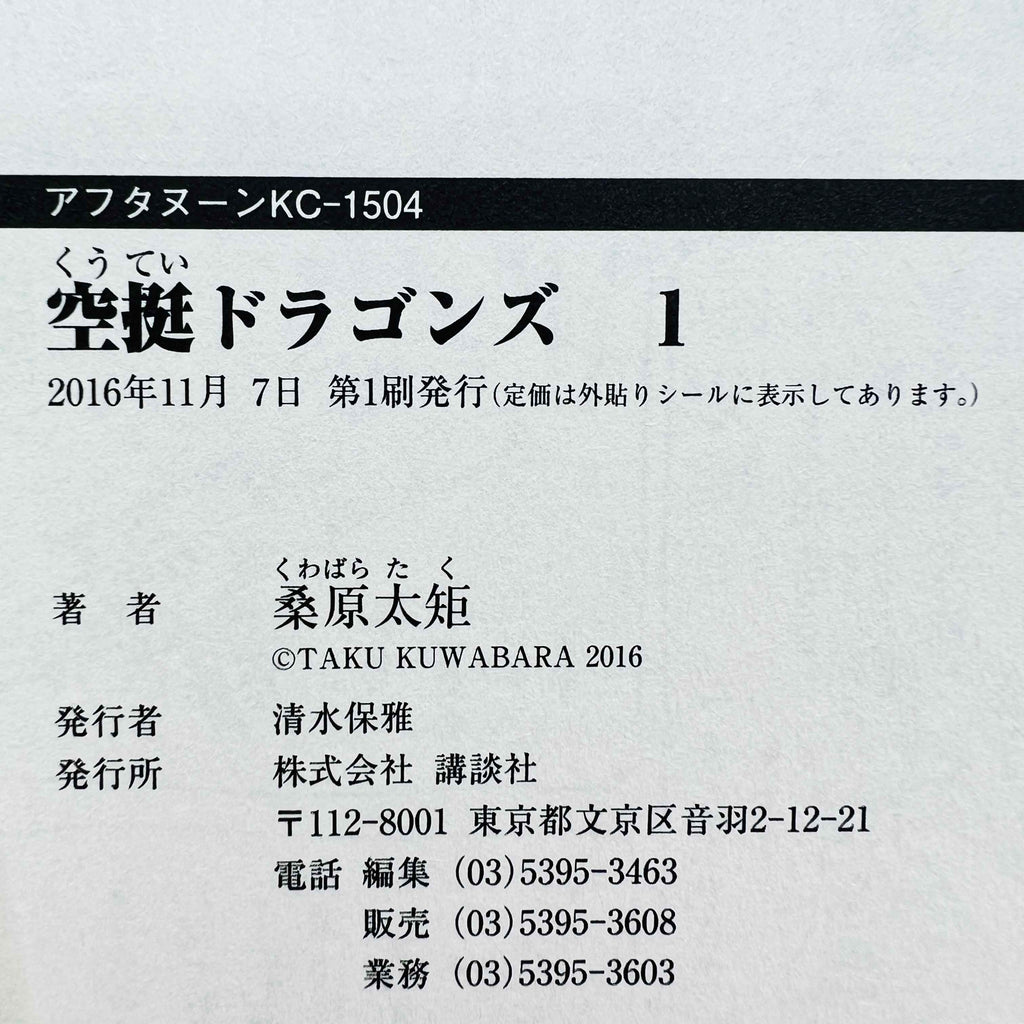 アフタヌーンKC-1504
くうてい
空挺ドラゴンズ　1
2016年11月 7日　第1刷発行(定価は外貼りシールに表示してあります。)
くわばら た く
著　者　桑原太矩
©TAKU KUWABARA 2016
発行者　清水保雅
発行所　株式会社 講談社
〒112-8001 東京都文京区音羽2-12-21
電話 編集 (03)5395-3463
販売 (03)5395-3608
業務 (03)5395-3603